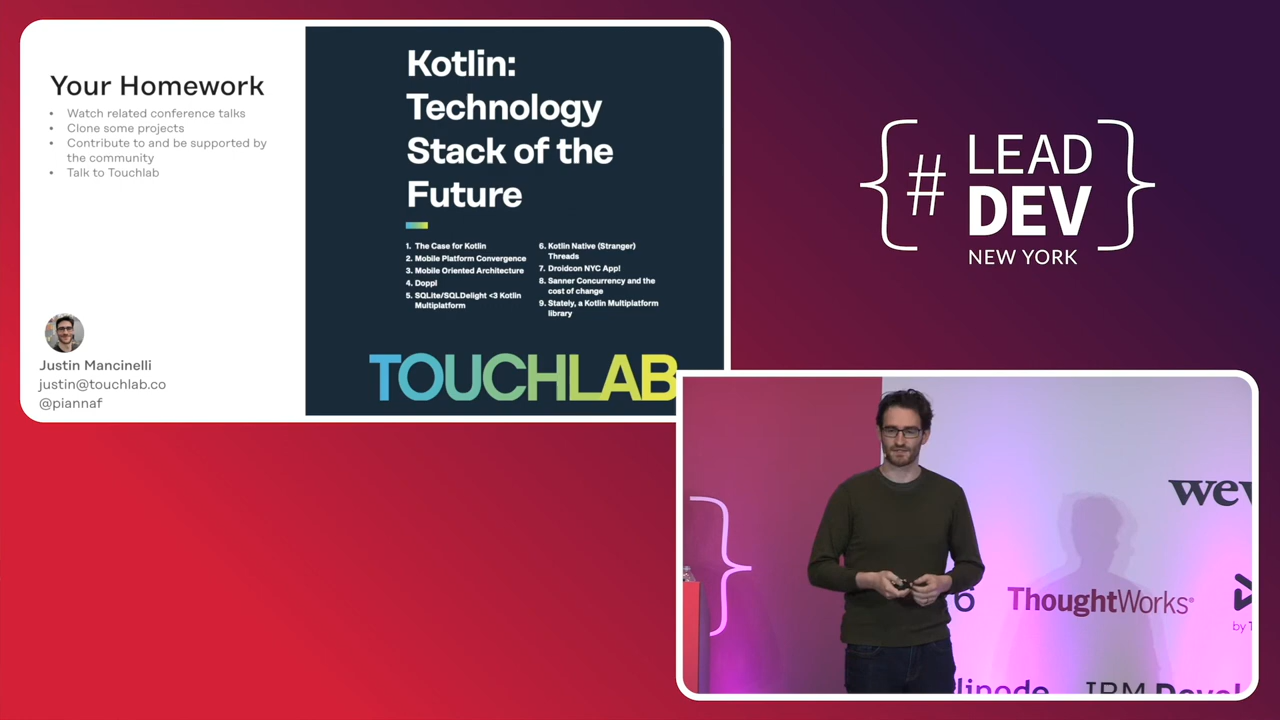 Your Homework
• Watch related conference talks
• Clone some projects
• Contribute to and be supported by
the community
• Talk to Touchlab
Justin Mancinelli
justin@touchlab.co
@piannaf
Kotlin:
Technology
Stack of the
Future
1. The Case for Kotlin
2. Mobile Platform Convergence
3. Mobile Oriented Architecture
4. Doppl
5. SQLite/SQLDelight <3 Kotlin
Multiplatform
6. Kotlin Native (Stranger)
Threads
7. Droidcon NYC App!
8. Sanner Concurrency and the
cost of change
9. Stately, a Kotlin Multiplatform
library
TOUCHLAB
{# LEAD
DEV}
NEW YORK
}
6
ThoughtWorks®
by
linode
IBM